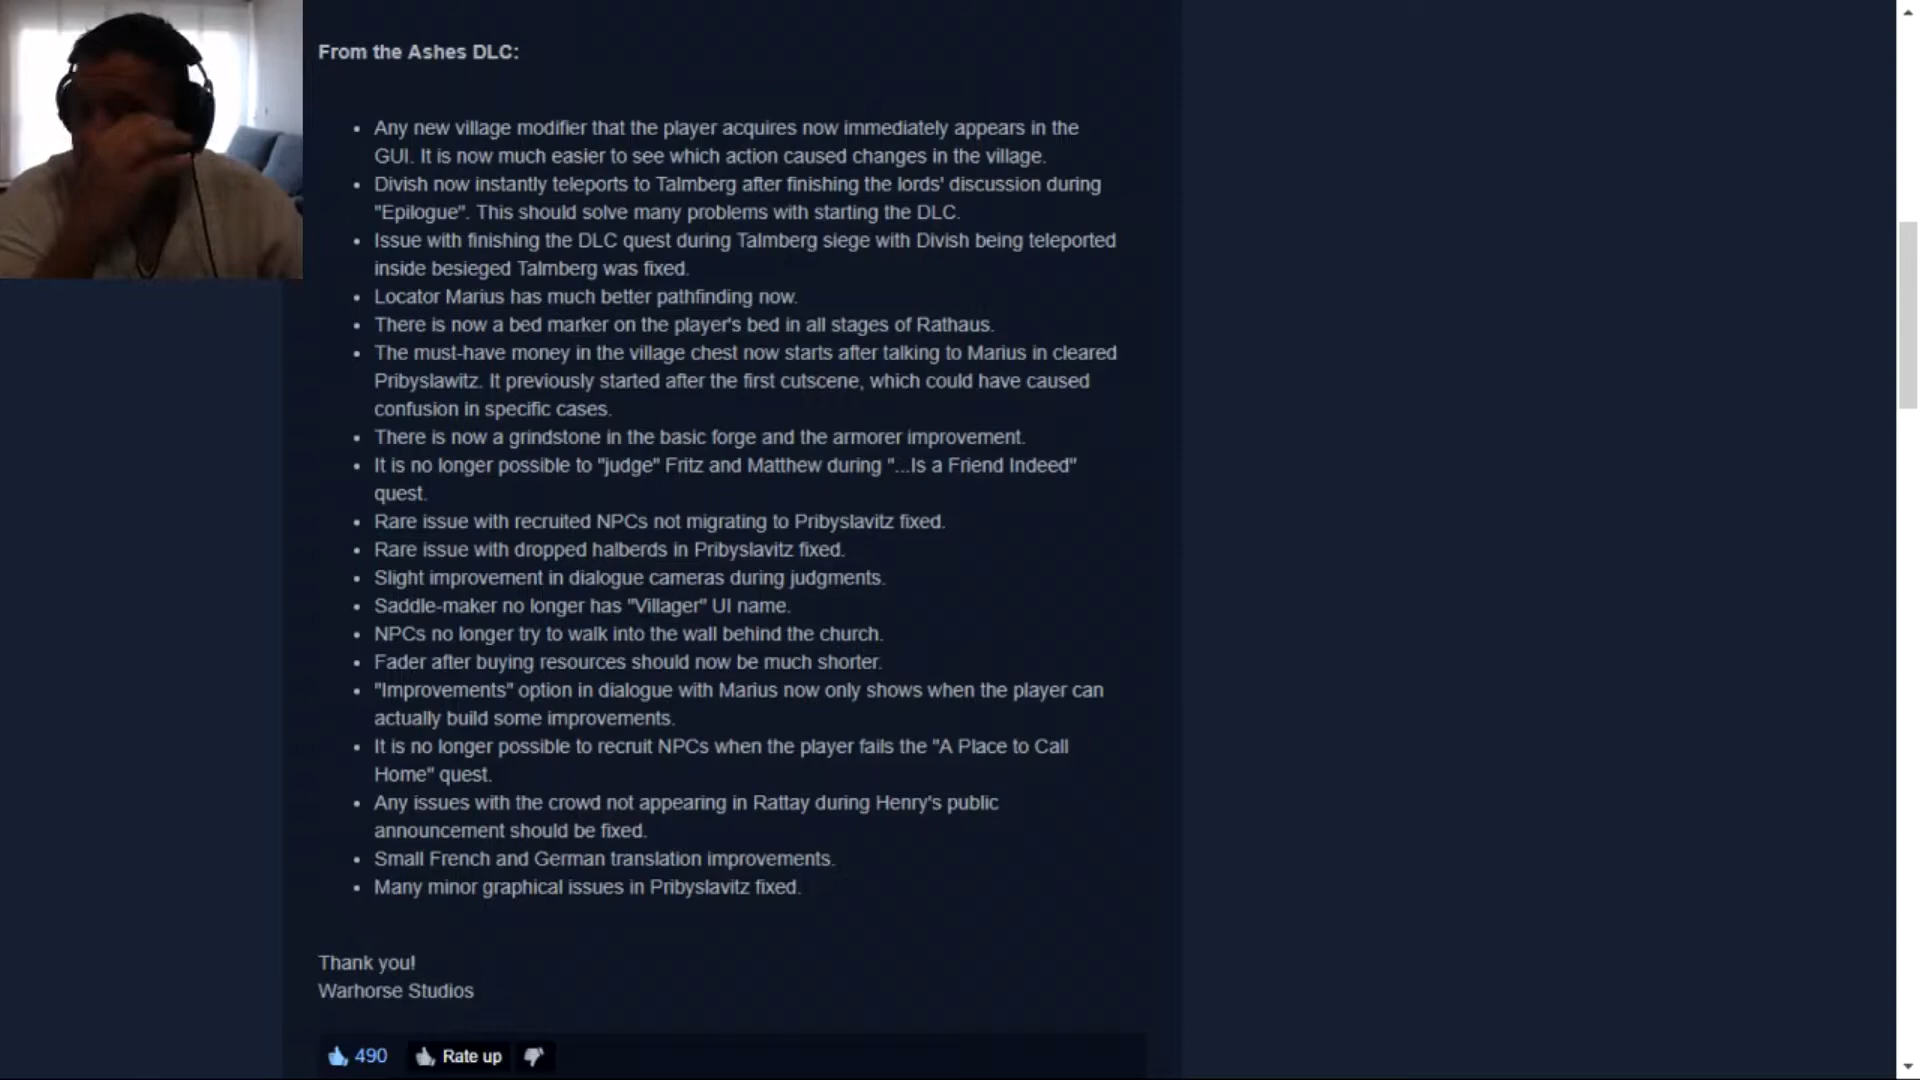 From the Ashes DLC:
• Any new village modifier that the player acquires now immediately appears in the
GUI. It is now much easier to see which action caused changes in the village.
• Divish now instantly teleports to Talmberg after finishing the lords' discussion during
"Epilogue". This should solve many problems with starting the DLC.
• Issue with finishing the DLC quest during Talmberg siege with Divish being teleported
inside besieged Talmberg was fixed.
• Locator Marius has much better pathfinding now.
• There is now a bed marker on the player's bed in all stages of Rathaus.
• The must-have money in the village chest now starts after talking to Marius in cleared
Pribyslawitz. It previously started after the first cutscene, which could have caused
confusion in specific cases.
• There is now a grindstone in the basic forge and the armorer improvement.
• It is no longer possible to "judge" Fritz and Matthew during "...Is a Friend Indeed"
quest.
• Rare issue with recruited NPCs not migrating to Pribyslavitz fixed.
• Rare issue with dropped halberds in Pribyslavitz fixed.
• Slight improvement in dialogue cameras during judgments.
• Saddle-maker no longer has "Villager" UI name.
• NPCs no longer try to walk into the wall behind the church.
• Fader after buying resources should now be much shorter.
• "Improvements" option in dialogue with Marius now only shows when the player can
actually build some improvements.
• It is no longer possible to recruit NPCs when the player fails the "A Place to Call
Home" quest.
• Any issues with the crowd not appearing in Rattay during Henry's public
announcement should be fixed.
• Small French and German translation improvements.
• Many minor graphical issues in Pribyslavitz fixed.
Thank you!
Warhorse Studios
490 Rate up